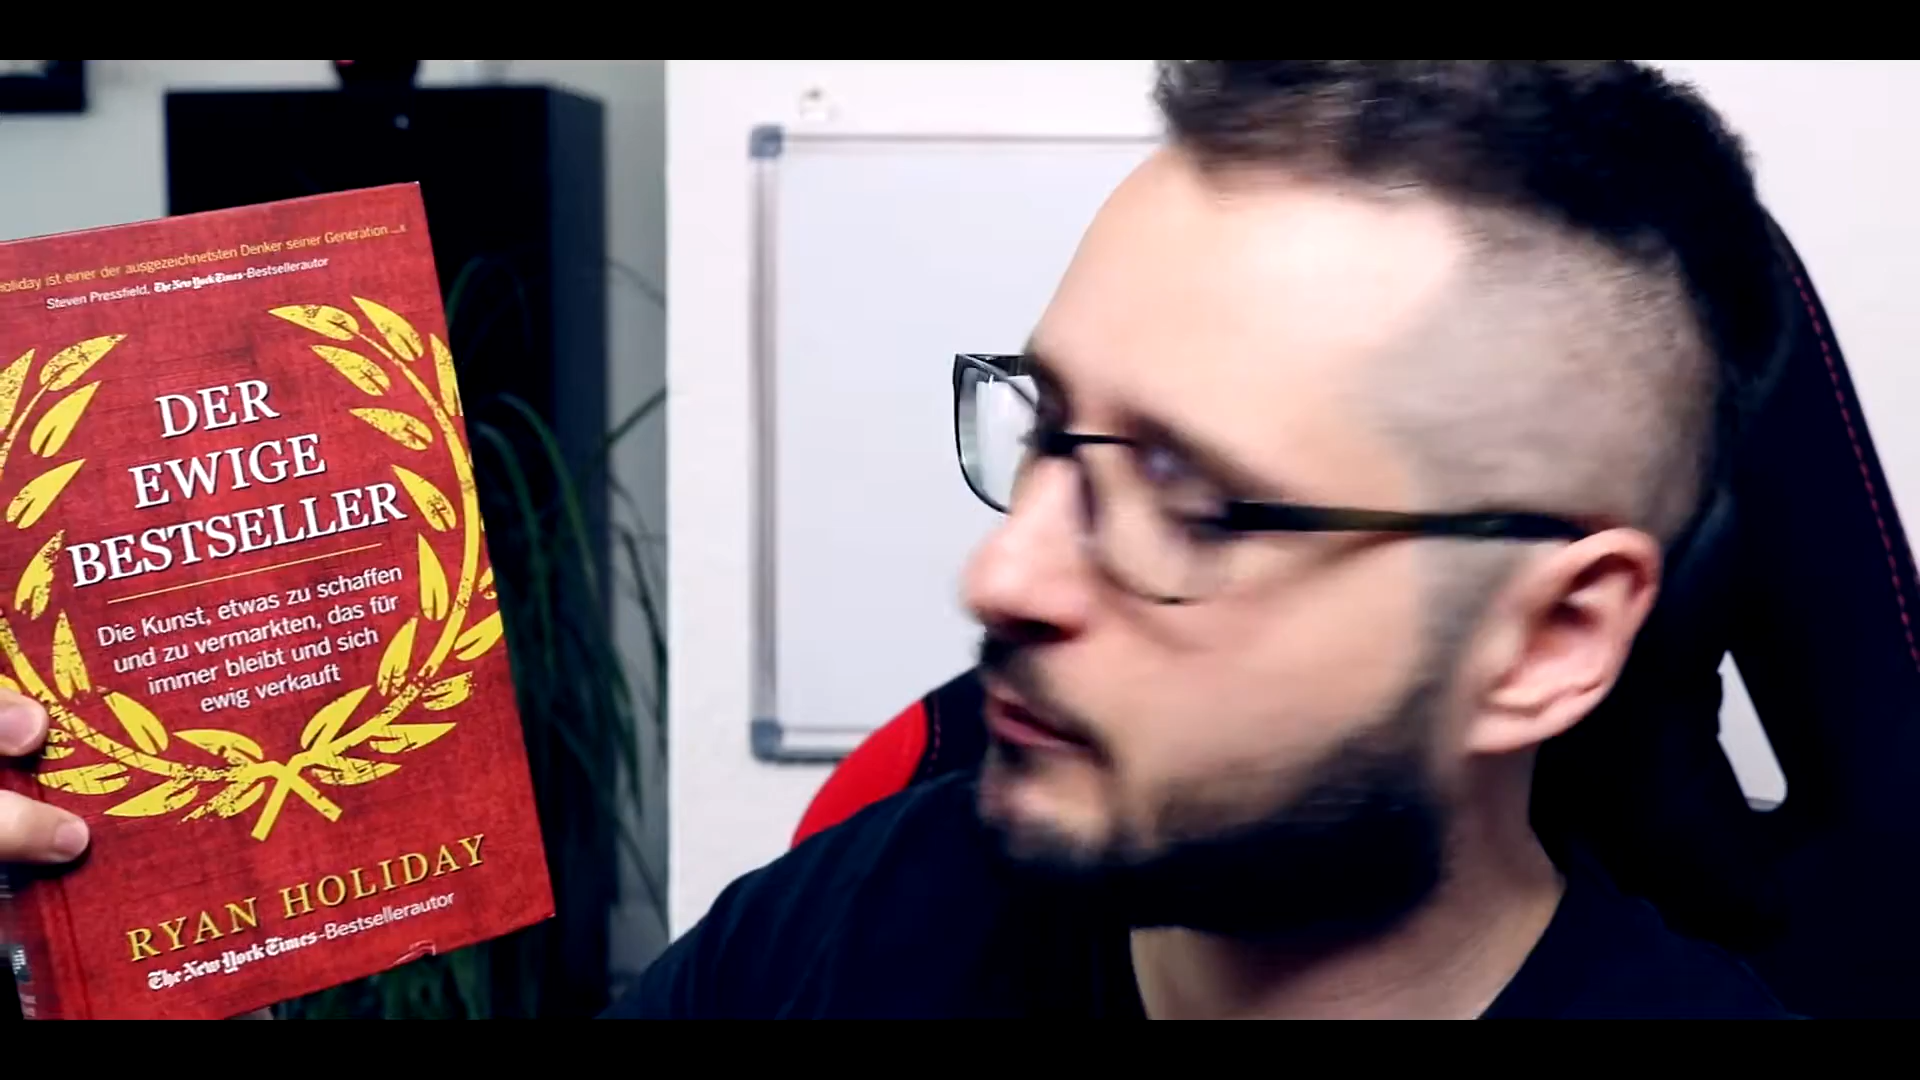 Holiday ist einer der ausgezeichnetsten Denker seiner Generation ...«
Steven Pressfield, The New York Times-Bestsellerautor
DER
EWIGE
BESTSELLER
Die Kunst, etwas zu schaffen
und zu vermarkten, das für
immer bleibt und sich
ewig verkauft
RYAN HOLIDAY
The New York Times-Bestsellerautor